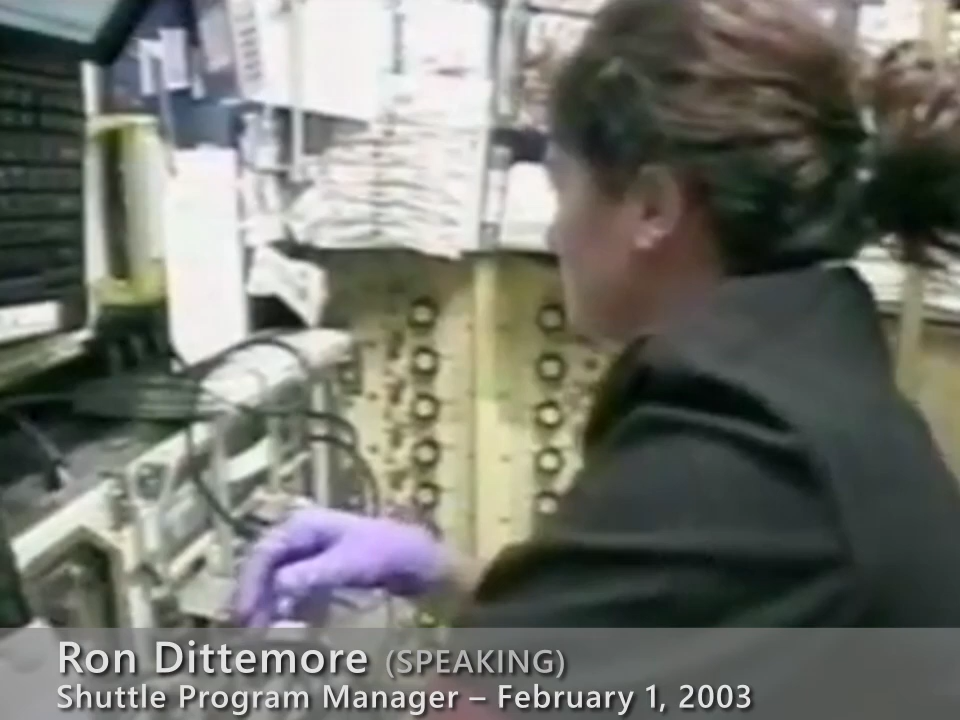 Ron Dittemore (SPEAKING)
Shuttle Program Manager – February 1, 2003